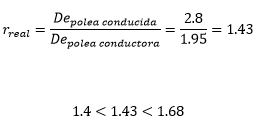 r_real = De_polea conducida / De_polea conductora = 2.8 / 1.95 = 1.43
1.4 < 1.43 < 1.68